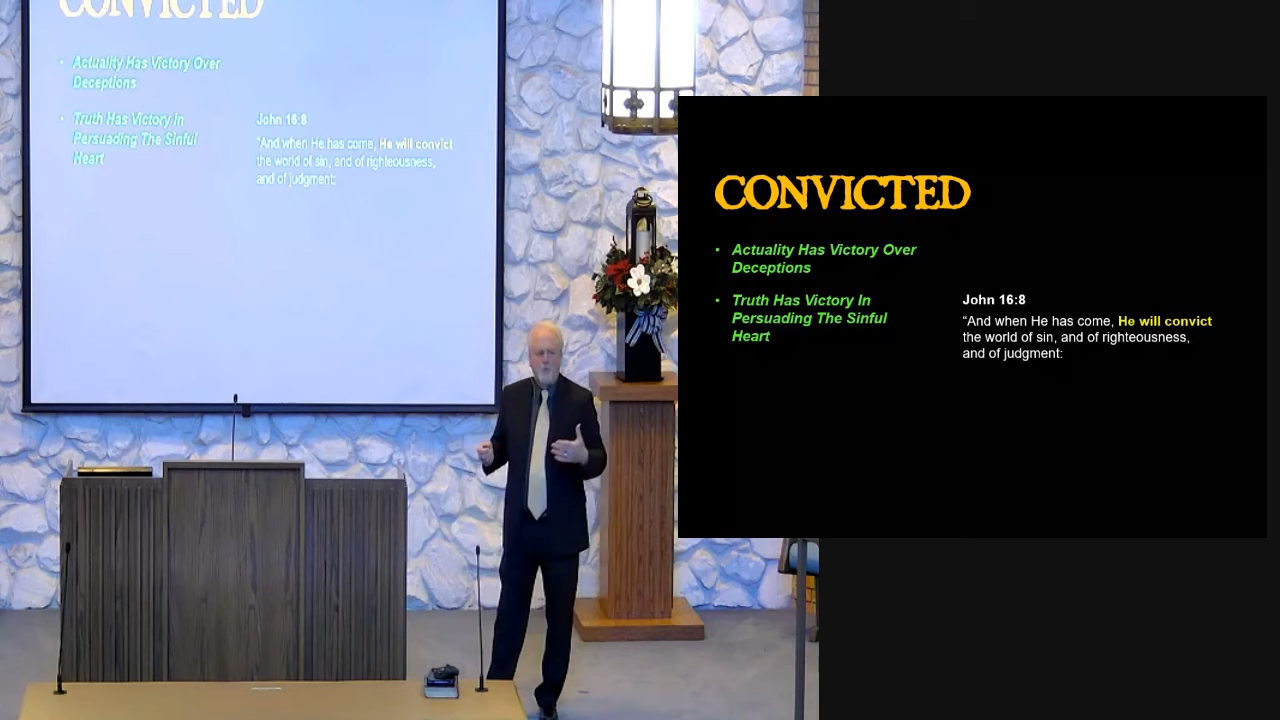 CONVICTED
• Actuality Has Victory Over
Deceptions
• Truth Has Victory In
Persuading The Sinful
Heart
John 16:8
"And when He has come, He will convict
the world of sin, and of righteousness,
and of judgment:
CONVICTED
• Actuality Has Victory Over
Deceptions
• Truth Has Victory In
Persuading The Sinful
Heart
John 16:8
“And when He has come, He will convict
the world of sin, and of righteousness,
and of judgment: